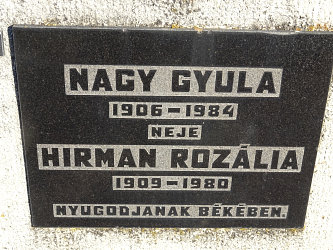 NAGY GYULA
1906-1984
NEJE
HIRMAN ROZÁLIA
1909-1980
NYUGODJANAK BÉKÉBEN.